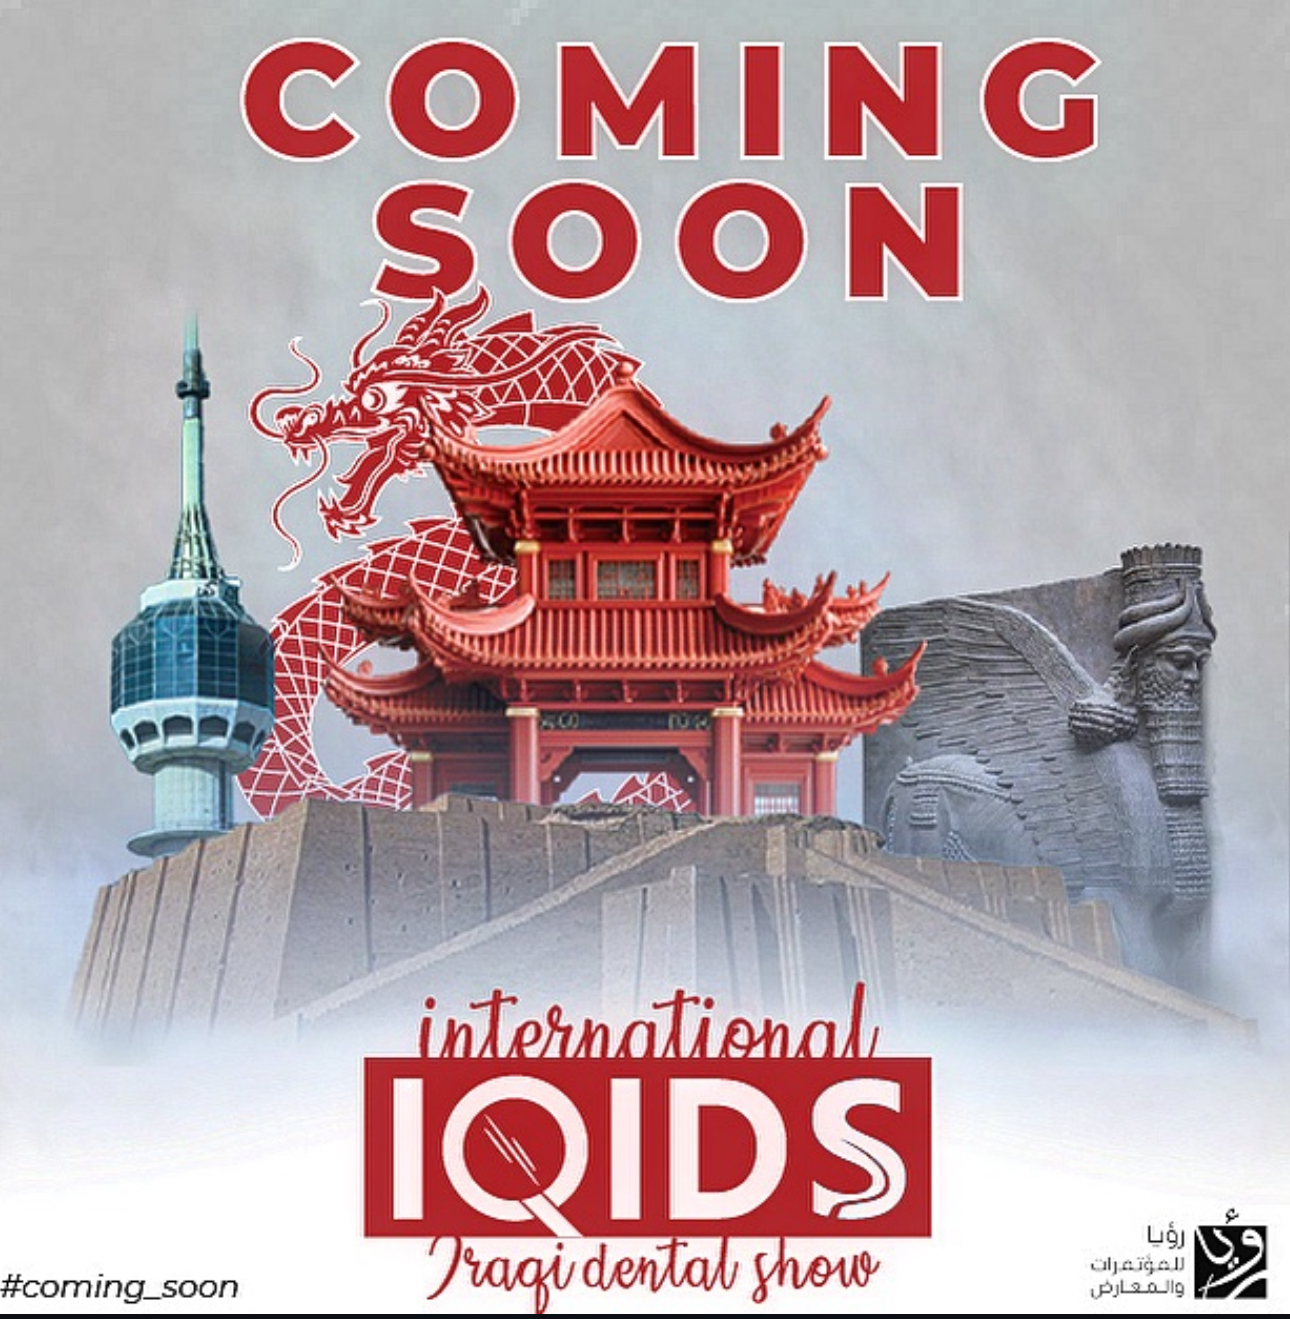 COMING
SOON
international
IQIDS
Iraqi dental show
#coming_soon
رؤيا
للمؤتمرات
والمعارض